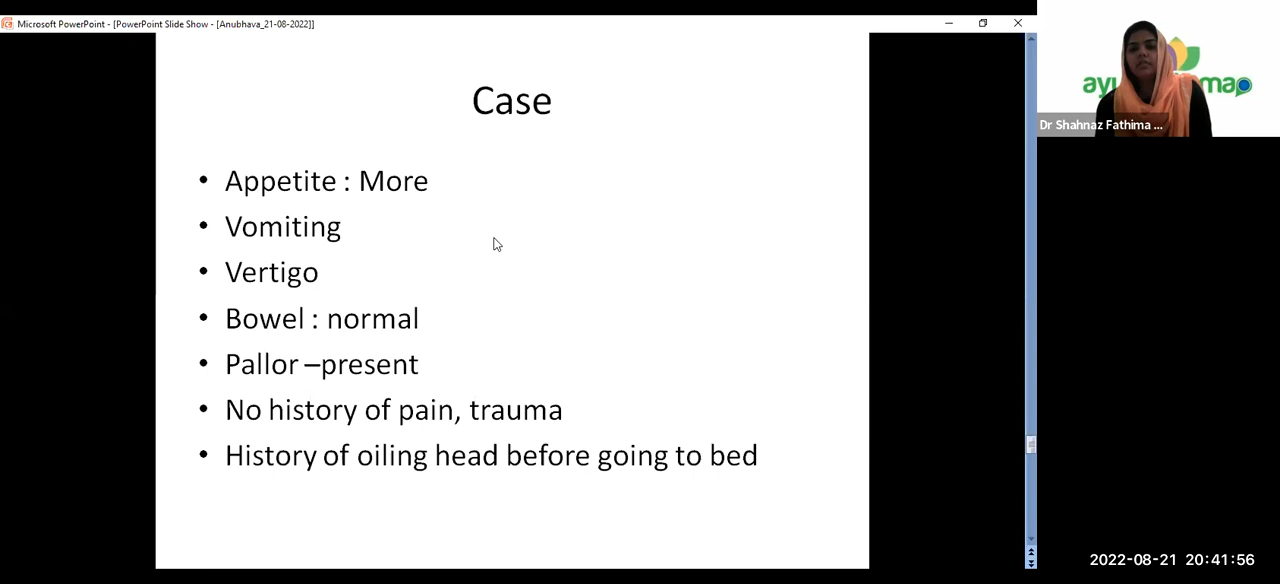 Microsoft PowerPoint - [PowerPoint Slide Show - [Anubhava_21-08-2022]]
Case
• Appetite : More
• Vomiting
• Vertigo
• Bowel : normal
• Pallor –present
• No history of pain, trauma
• History of oiling head before going to bed
Dr Shahnaz Fathima ...
2022-08-21 20:41:56